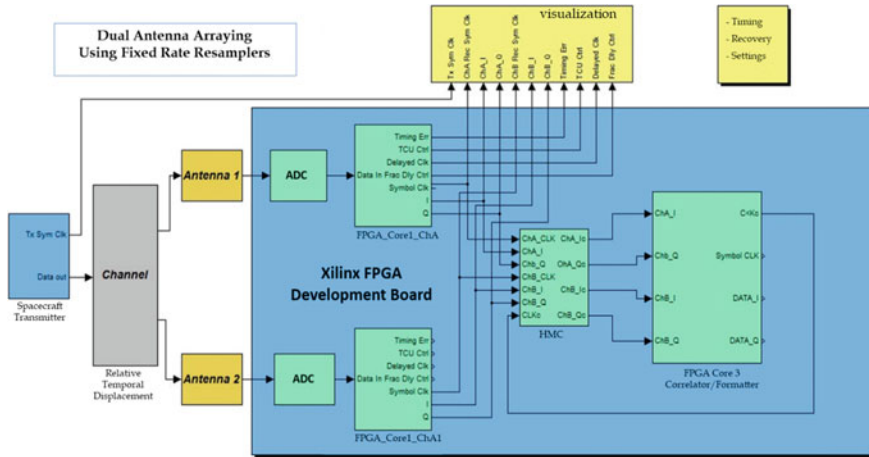 Dual Antenna Arraying
Using Fixed Rate Resamplers
visualization
Tx Sym Clk
ChA Rec Sym Clk
ChA_I
ChA_Q
ChB Rec Sym Clk
ChB_I
ChB_Q
Timing Err
TCU Ctrl
Delayed Clk
Frac Dly Ctrl
- Timing
- Recovery
- Settings
Tx Sym Clk
Data out
Spacecraft
Transmitter
Channel
Relative
Temporal
Displacement
Antenna 1
ADC
Timing Err
TCU Ctrl
Delayed Clk
Data In Frac Dly Ctrl
Symbol Clk
I
Q
FPGA_Core1_ChA
Xilinx FPGA
Development Board
ChA_CLK
ChA_I
Chb_Q
ChB_CLK
ChB_I
ChB_Q
CLKc
ChA_Ic
OhA_Qc
ChB_Ic
ChB_Qc
HMC
ChA_I
Chb_Q
ChB_I
ChB_Q
C<Kc
Symbol CLK
DATA_I
DATA_Q
FPGA Core 3
Correlator/Formatter
Antenna 2
ADC
Timing Err
TCU Ctrl
Delayed Clk
Data In Frac Dly Ctrl
Symbol Clk
I
Q
FPGA_Core1_ChA1